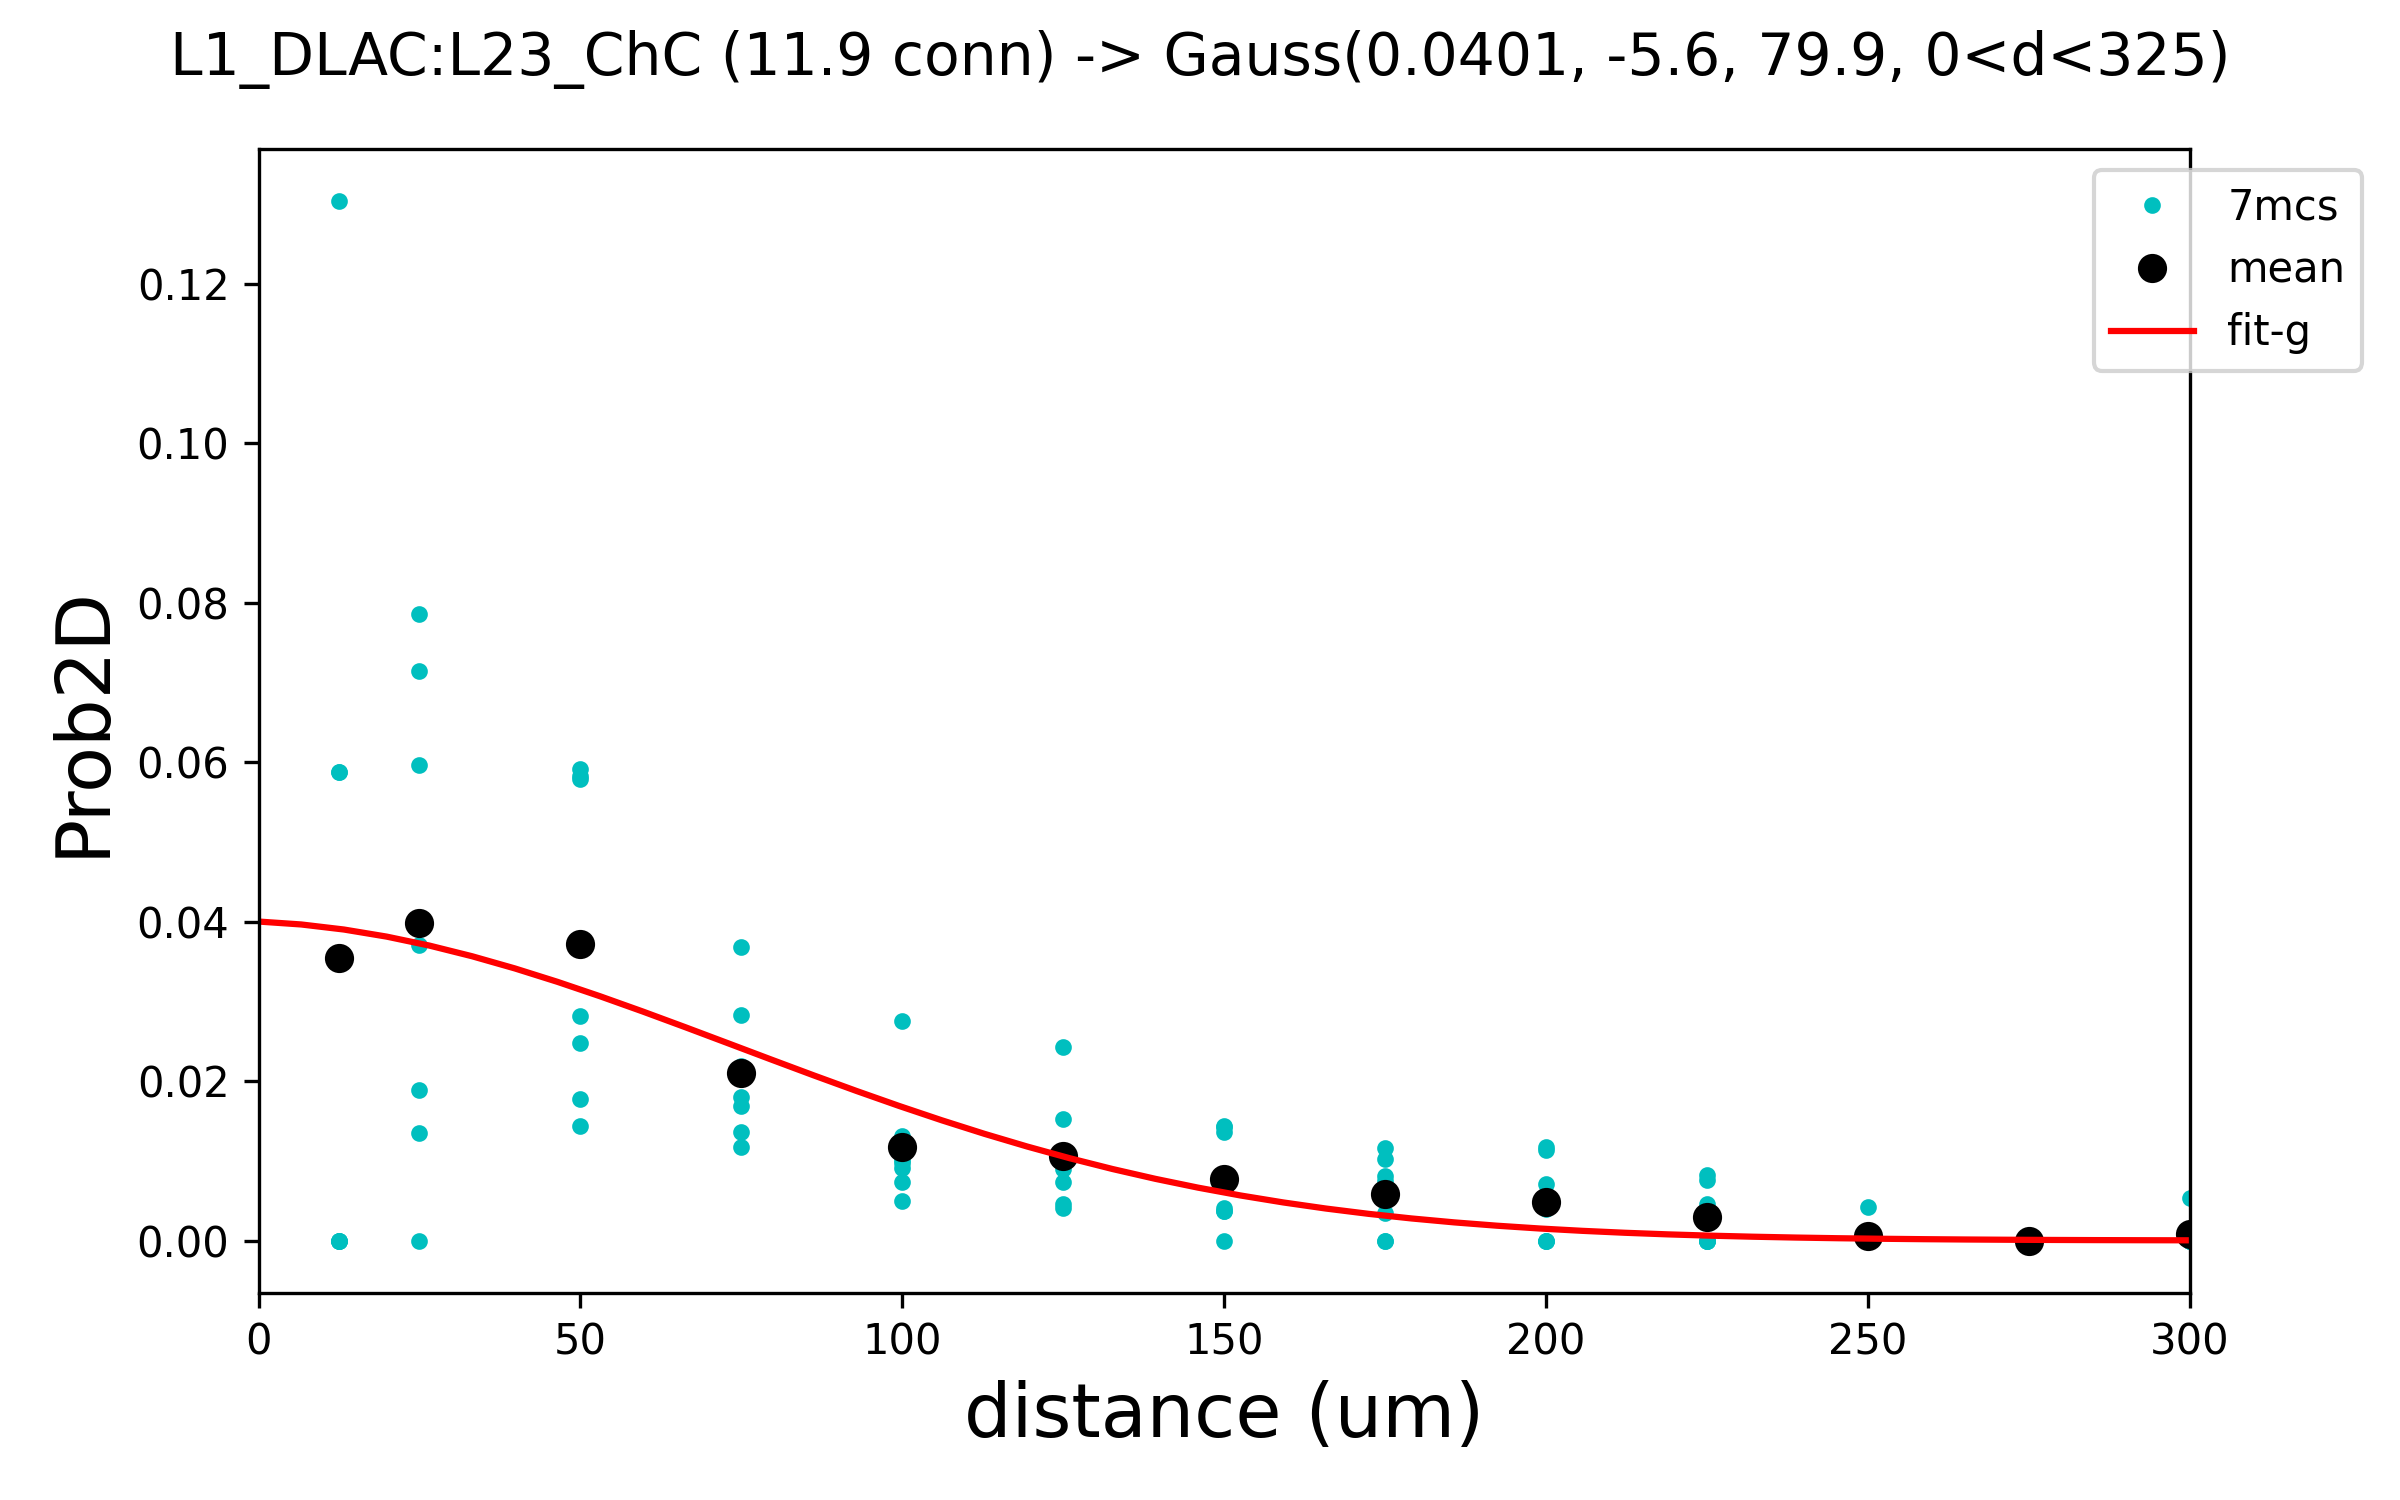 L1_DLAC:L23_ChC (11.9 conn) -> Gauss(0.0401, -5.6, 79.9, 0<d<325)
7mcs
mean
fit-g
0.12
0.10
0.08
0.06
0.04
0.02
0.00
Prob2D
0 50 100 150 200 250 300
distance (um)